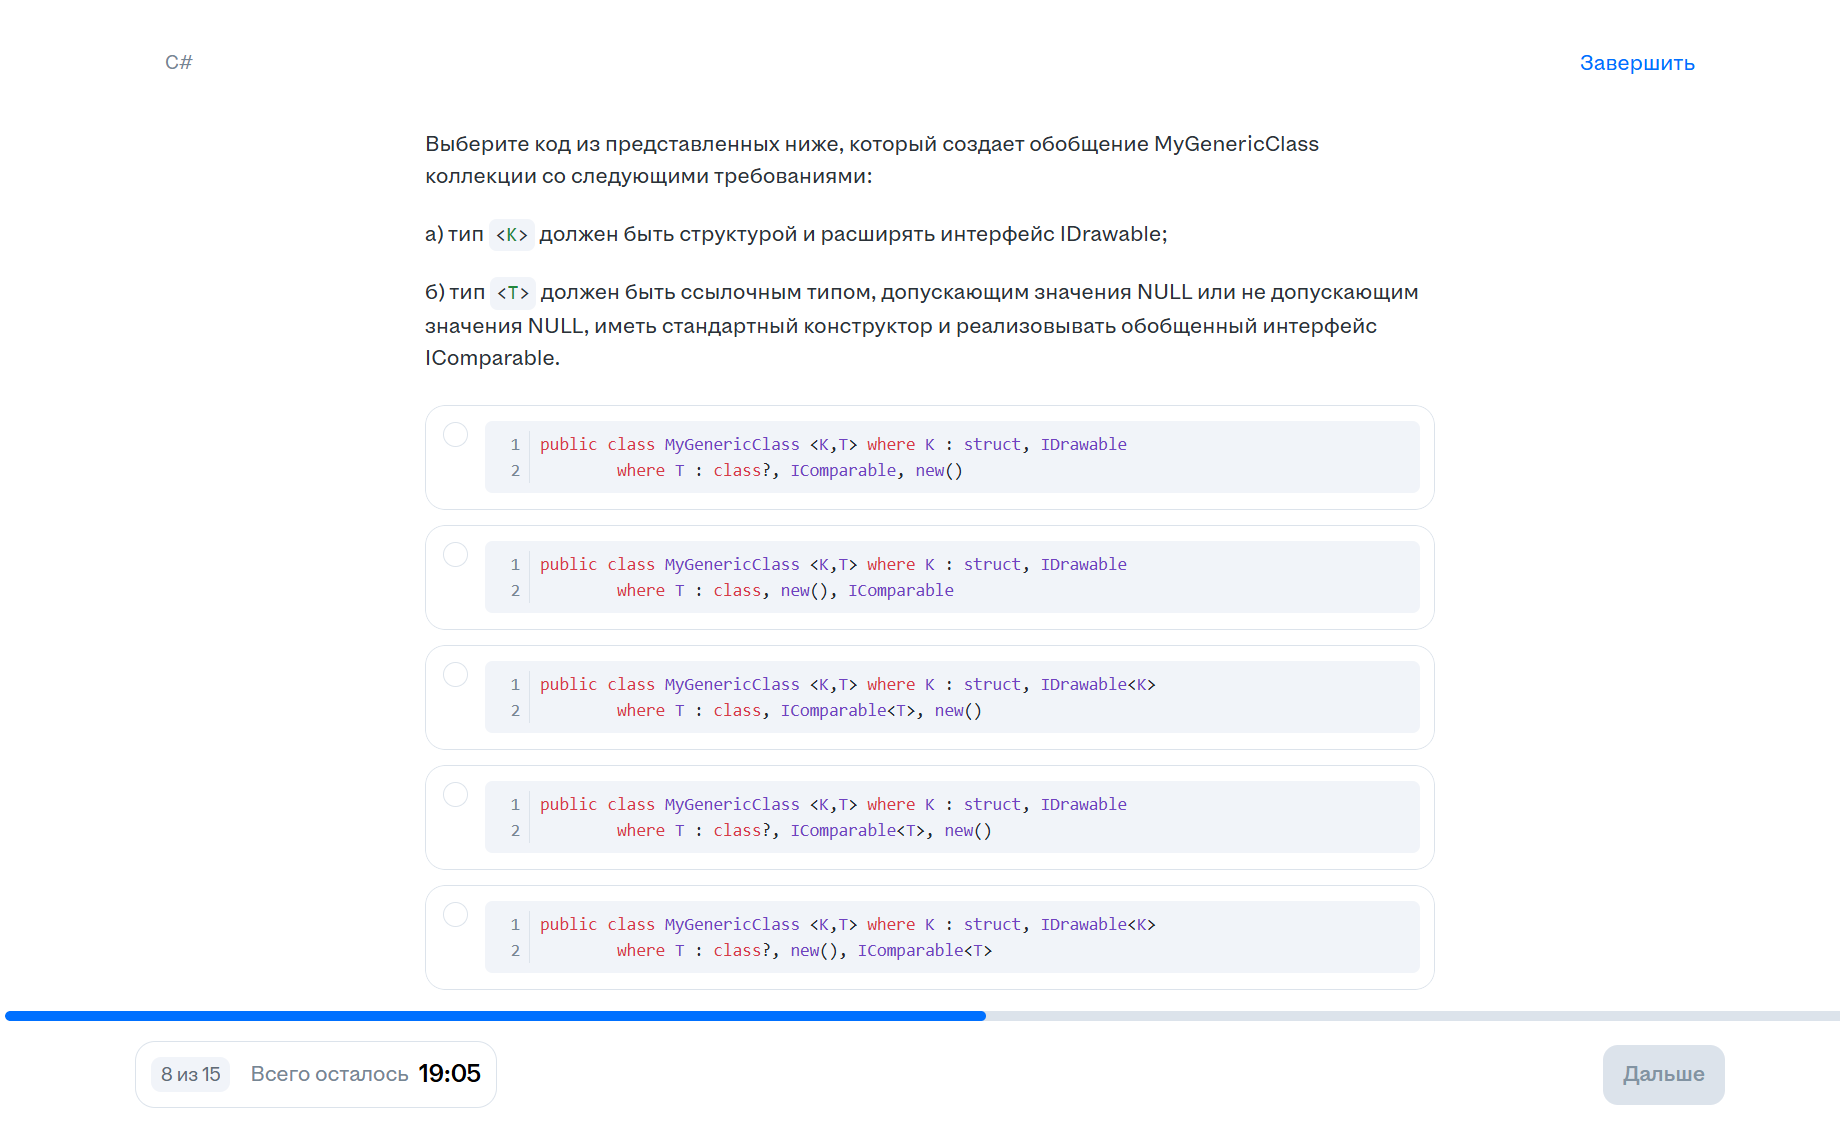 C#
Завершить
Выберите код из представленных ниже, который создает обобщение MyGenericClass
коллекции со следующими требованиями:
а) тип <K> должен быть структурой и расширять интерфейс IDrawable;
б) тип <T> должен быть ссылочным типом, допускающим значения NULL или не допускающим
значения NULL, иметь стандартный конструктор и реализовывать обобщенный интерфейс
IComparable.
1 public class MyGenericClass <K,T> where K : struct, IDrawable
2 where T : class?, IComparable, new()
1 public class MyGenericClass <K,T> where K : struct, IDrawable
2 where T : class, new(), IComparable
1 public class MyGenericClass <K,T> where K : struct, IDrawable<K>
2 where T : class, IComparable<T>, new()
1 public class MyGenericClass <K,T> where K : struct, IDrawable
2 where T : class?, IComparable<T>, new()
1 public class MyGenericClass <K,T> where K : struct, IDrawable<K>
2 where T : class?, new(), IComparable<T>
8 из 15 Всего осталось 19:05
Дальше